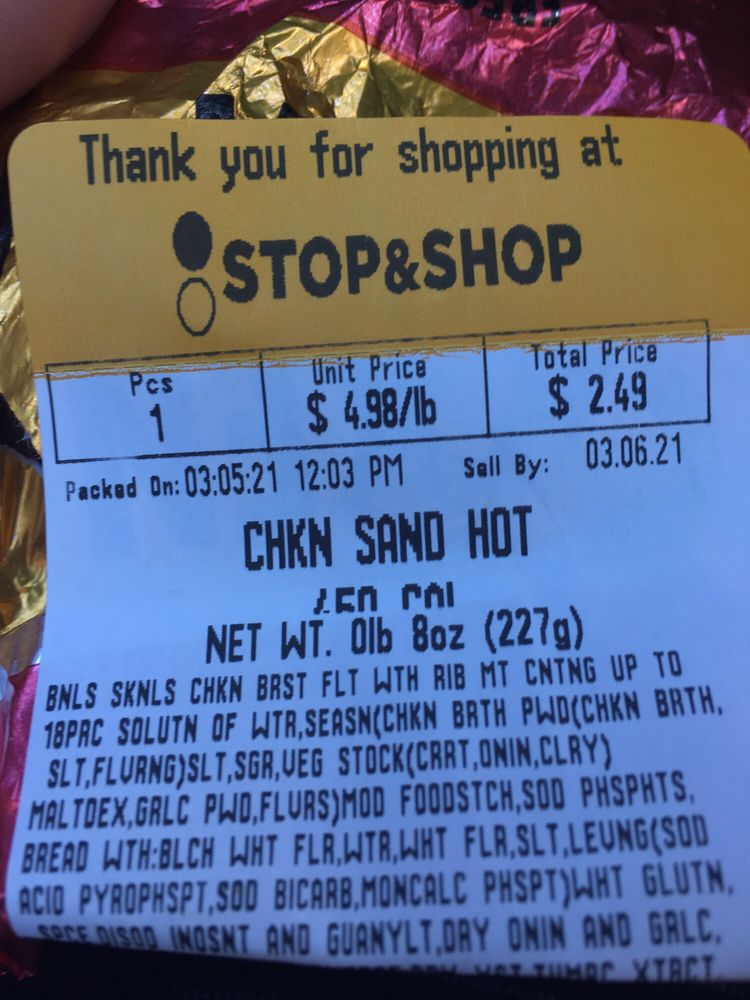 Thank you for shopping at
STOP&SHOP
Pcs Unit Price Total Price
1 $ 4.98/lb $ 2.49
Packed On: 03:05:21 12:03 PM Sell By: 03.06.21
CHKN SAND HOT
NET WT. 0lb 8oz (227g)
BNLS SKNLS CHKN BRST FLT WTH RIB MT CNTNG UP TO
18PRC SOLUTN OF WTR,SEASN(CHKN BRTH PWD(CHKN BRTH,
SLT,FLVRNG)SLT,SGR,VEG STOCK(CRRT,ONIN,CLRY)
MALTDEX,GRLC PWD,FLVRS)MOD FOODSTCH,SOD PHSPHTS,
BREAD WTH:BLCH WHT FLR,WTR,WHT FLR,SLT,LEVNG(SOD
ACID PYROPHSPT,SOD BICARB,MONCALC PHSPT)WHT GLUTN,
SPCE DISOD INOSNT AND GUANYLT,DRY ONIN AND GRLC,
XTRCT,